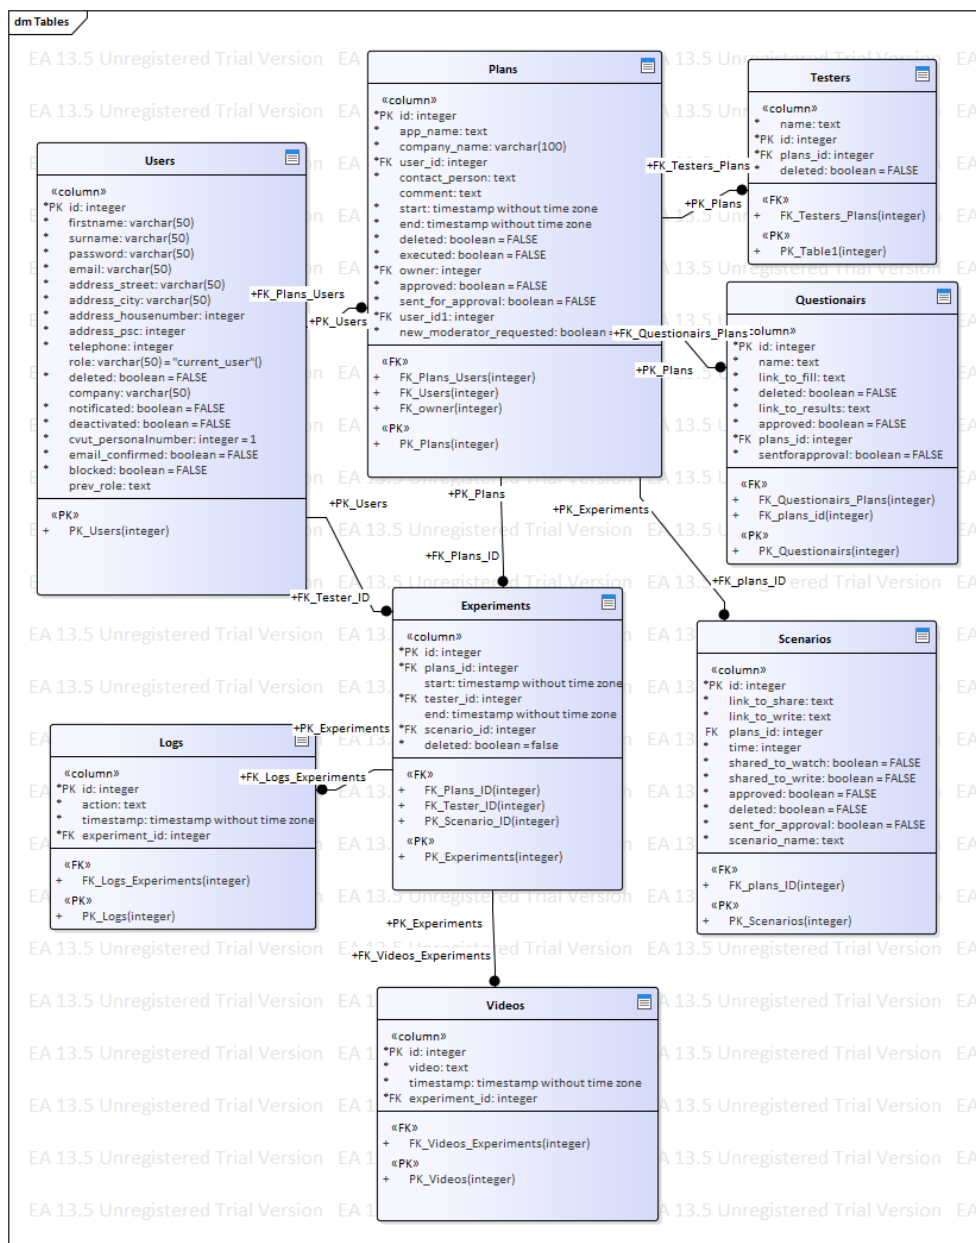 dm Tables
EA 13.5 Unregistered Trial Version
Plans
«column»
*PK id: integer
* app_name: text
* company_name: varchar(100)
*FK user_id: integer
* contact_person: text
comment: text
* start: timestamp without time zone
* end: timestamp without time zone
* deleted: boolean = FALSE
* executed: boolean = FALSE
*FK owner: integer
* approved: boolean = FALSE
* sent_for_approval: boolean = FALSE
*FK user_id1: integer
* new_moderator_requested: boolean =
«FK»
+ FK_Plans_Users(integer)
+ FK_Users(integer)
+ FK_owner(integer)
«PK»
+ PK_Plans(integer)
Testers
«column»
* name: text
*PK id: integer
*FK plans_id: integer
* deleted: boolean = FALSE
«FK»
+ FK_Testers_Plans(integer)
«PK»
+ PK_Table1(integer)
+FK_Testers_Plans
+PK_Plans
Users
«column»
*PK id: integer
* firstname: varchar(50)
* surname: varchar(50)
* password: varchar(50)
* email: varchar(50)
* address_street: varchar(50)
* address_city: varchar(50)
* address_housenumber: integer
* address_psc: integer
* telephone: integer
role: varchar(50) = "current_user"()
* deleted: boolean = FALSE
company: varchar(50)
* notificated: boolean = FALSE
* deactivated: boolean = FALSE
* cvut_personalnumber: integer = 1
* email_confirmed: boolean = FALSE
* blocked: boolean = FALSE
prev_role: text
«PK»
+ PK_Users(integer)
+FK_Plans_Users
+PK_Users
Questionairs
«column»
*PK id: integer
* name: text
* link_to_fill: text
* deleted: boolean = FALSE
* link_to_results: text
* approved: boolean = FALSE
*FK plans_id: integer
* sentforapproval: boolean = FALSE
«FK»
+ FK_Questionairs_Plans(integer)
+ FK_plans_id(integer)
«PK»
+ PK_Questionairs(integer)
+FK_Questionairs_Plans
+PK_Plans
+PK_Plans
+FK_Plans_ID
+PK_Users
+FK_Tester_ID
+PK_Experiments
+FK_plans_ID
Experiments
«column»
*PK id: integer
*FK plans_id: integer
start: timestamp without time zone
*FK tester_id: integer
end: timestamp without time zone
*FK scenario_id: integer
* deleted: boolean = false
«FK»
+ FK_Plans_ID(integer)
+ FK_Tester_ID(integer)
+ PK_Scenario_ID(integer)
«PK»
+ PK_Experiments(integer)
Scenarios
«column»
*PK id: integer
* link_to_share: text
* link_to_write: text
FK plans_id: integer
* time: integer
* shared_to_watch: boolean = FALSE
* shared_to_write: boolean = FALSE
* approved: boolean = FALSE
* deleted: boolean = FALSE
* sent_for_approval: boolean = FALSE
* scenario_name: text
«FK»
+ FK_plans_ID(integer)
«PK»
+ PK_Scenarios(integer)
+PK_Experiments
+FK_Logs_Experiments
Logs
«column»
*PK id: integer
* action: text
* timestamp: timestamp without time zone
*FK experiment_id: integer
«FK»
+ FK_Logs_Experiments(integer)
«PK»
+ PK_Logs(integer)
+PK_Experiments
+FK_Videos_Experiments
Videos
«column»
*PK id: integer
* video: text
* timestamp: timestamp without time zone
*FK experiment_id: integer
«FK»
+ FK_Videos_Experiments(integer)
«PK»
+ PK_Videos(integer)